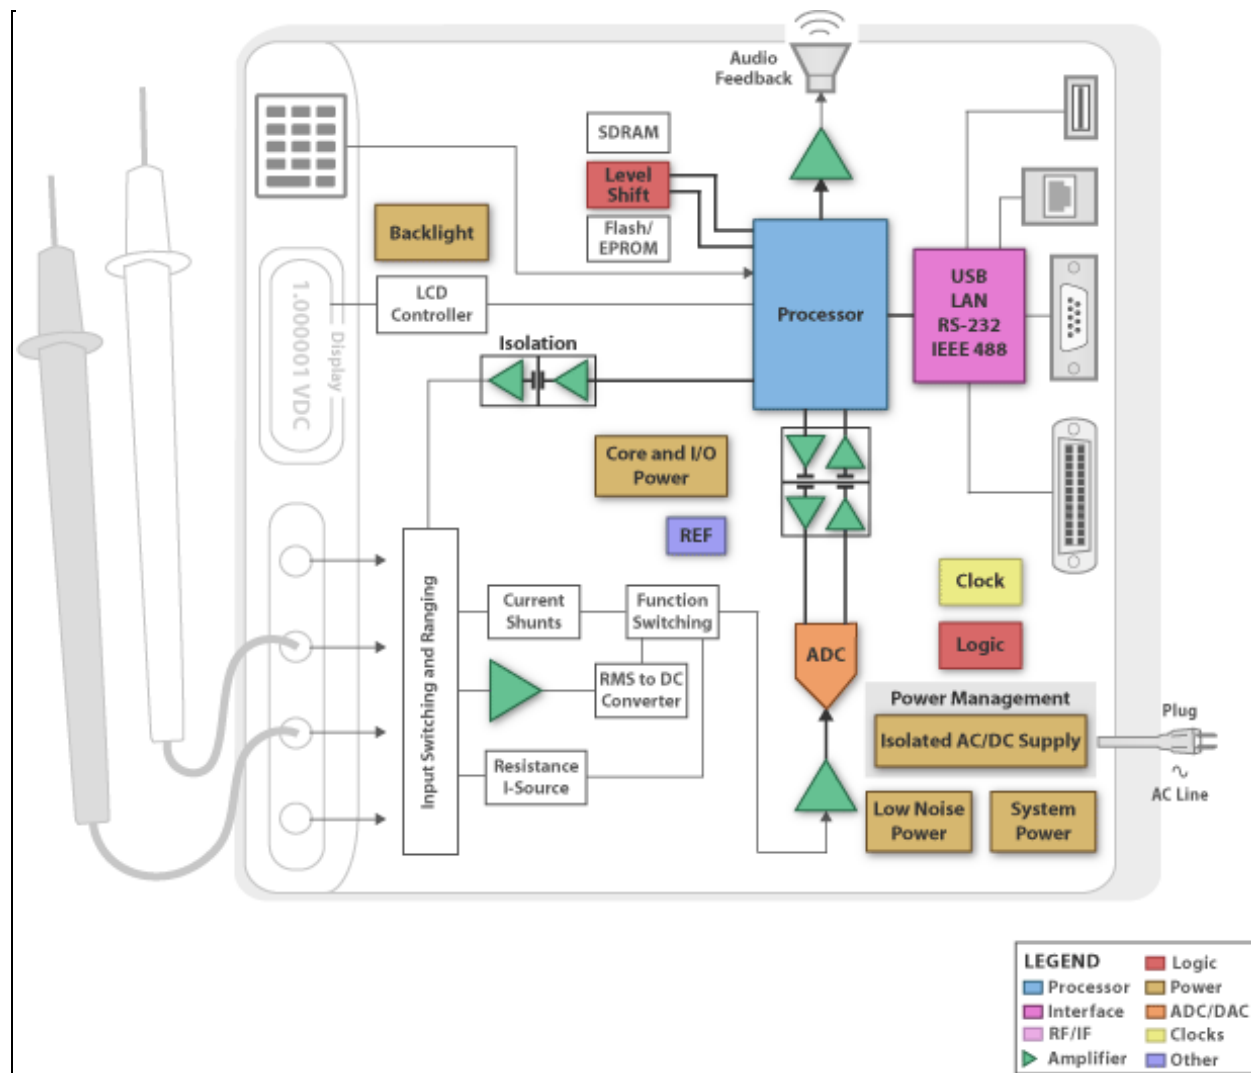 Audio
Feedback
SDRAM
Level
Shift
Flash/
EPROM
Backlight
LCD
Controller
1.000001 VDC
Display
Processor
USB
LAN
RS-232
IEEE 488
Isolation
Core and I/O
Power
REF
Input Switching and Ranging
Current
Shunts
Function
Switching
RMS to DC
Converter
Resistance
I-Source
ADC
Clock
Logic
Power Management
Isolated AC/DC Supply
Low Noise
Power
System
Power
Plug
AC Line
LEGEND
Processor
Interface
RF/IF
Amplifier
Logic
Power
ADC/DAC
Clocks
Other